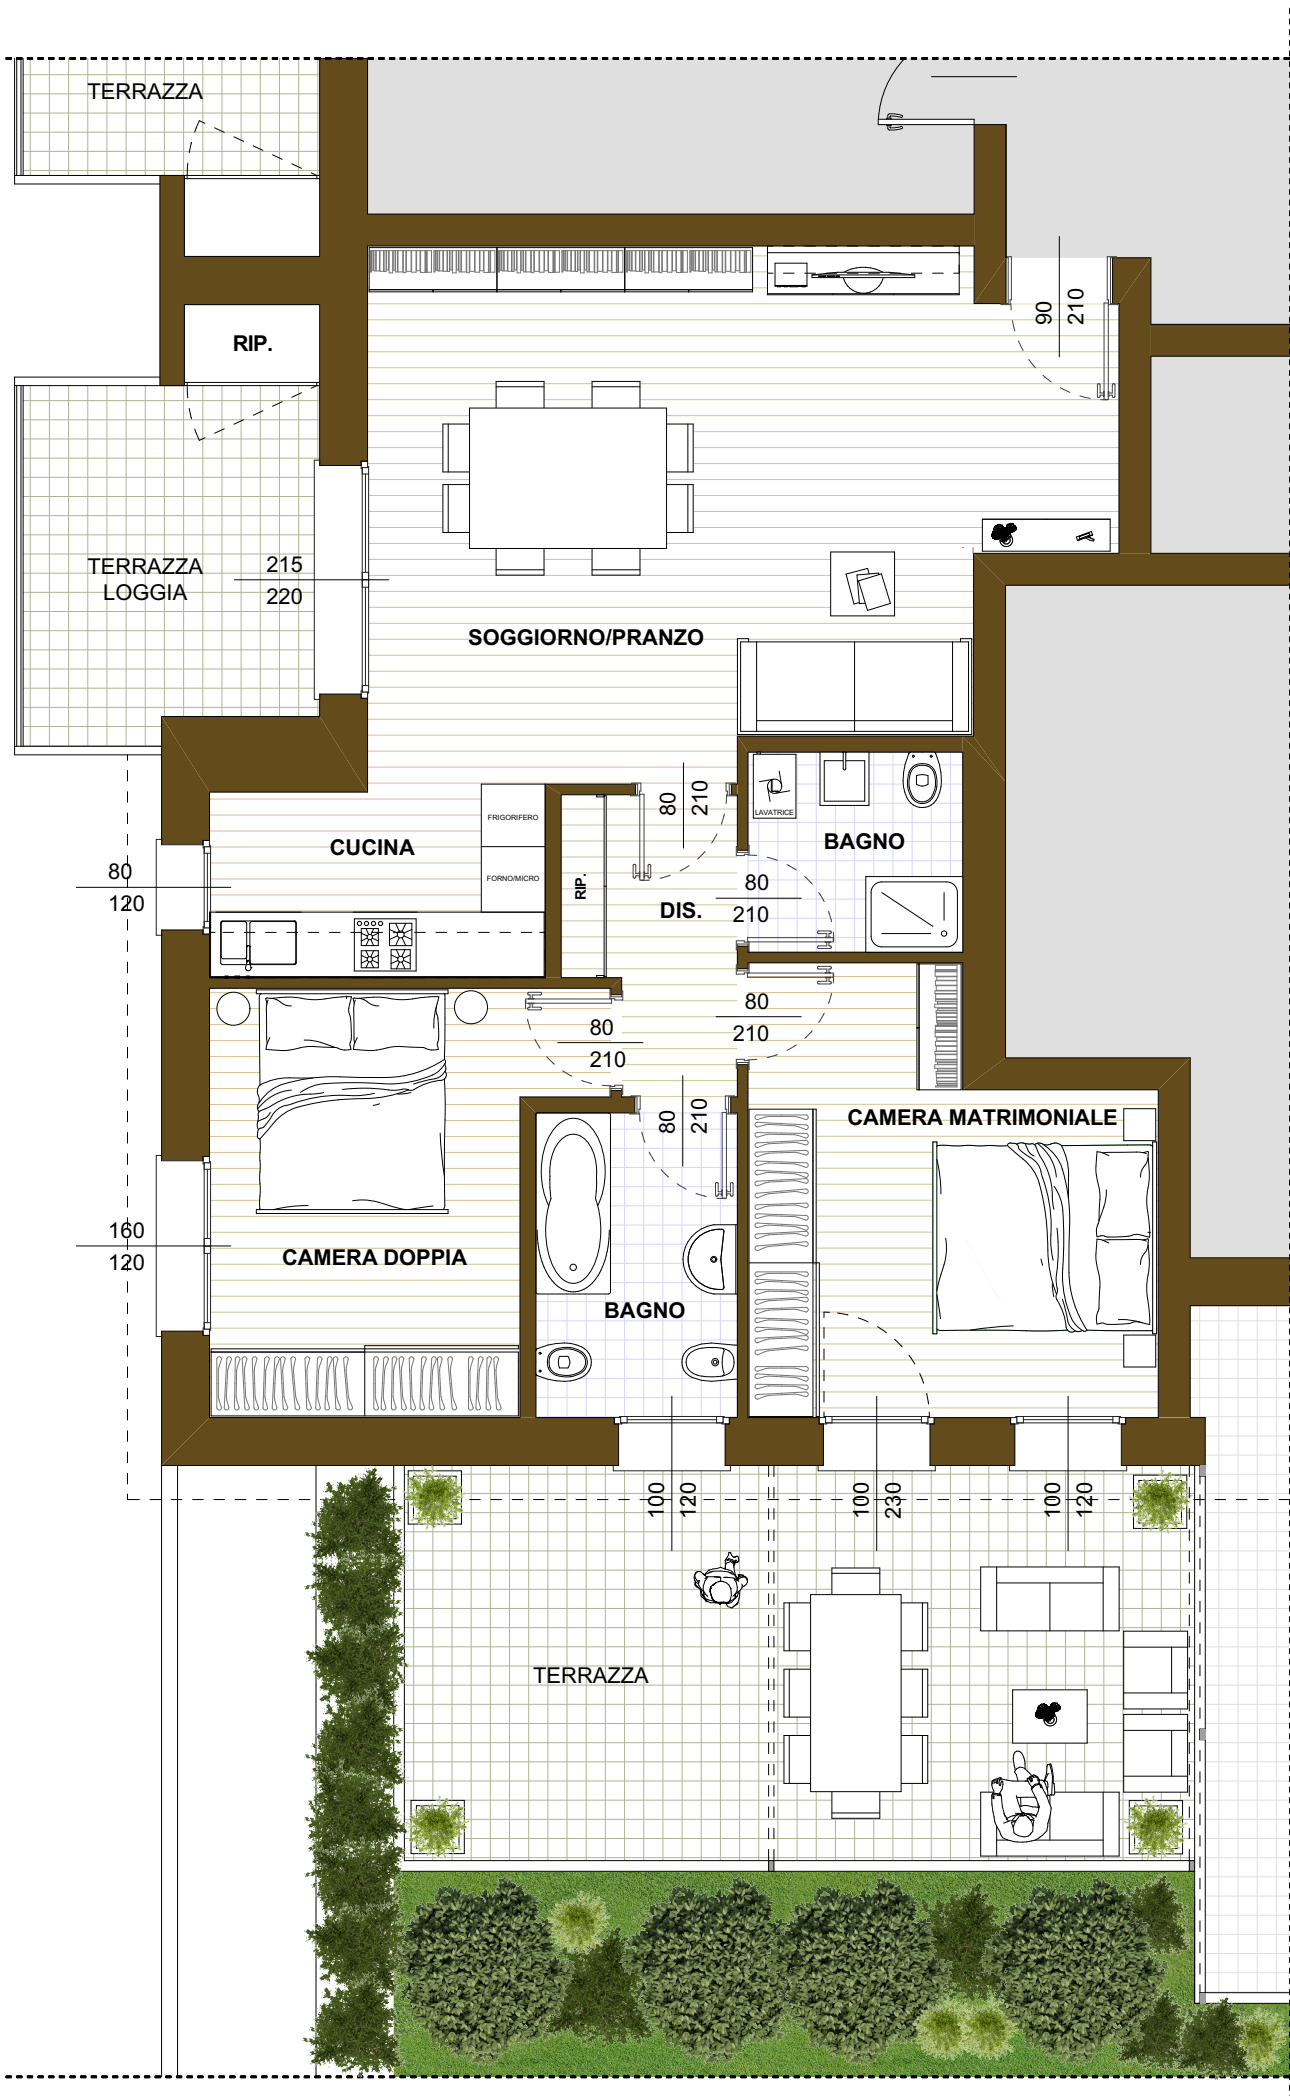 TERRAZZA
RIP.
90
210
TERRAZZA
LOGGIA
215
220
SOGGIORNO/PRANZO
80
210
LAVATRICE
FRIGORIFERO
CUCINA
BAGNO
80
120
FORNO/MICRO
RIP.
DIS.
80
210
80
210
80
210
80
210
CAMERA MATRIMONIALE
160
120
CAMERA DOPPIA
BAGNO
100
120
100
230
100
120
TERRAZZA